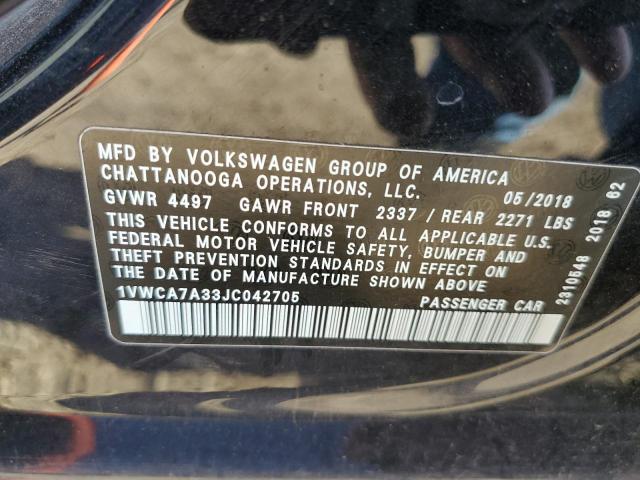 MFD BY VOLKSWAGEN GROUP OF AMERICA
CHATTANOOGA OPERATIONS, LLC. 05/2018
GVWR 4497 GAWR FRONT 2337 / REAR 2271 LBS
THIS VEHICLE CONFORMS TO ALL APPLICABLE U.S.
FEDERAL MOTOR VEHICLE SAFETY, BUMPER AND
THEFT PREVENTION STANDARDS IN EFFECT ON
THE DATE OF MANUFACTURE SHOWN ABOVE
1VWCA7A33JC042705 PASSENGER CAR
2310548 2018 62